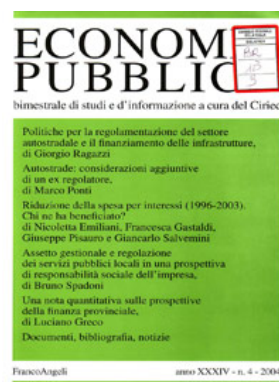 ECONOM
PUBBLIC
bimestrale di studi e d'informazione a cura del Ciriec
Politiche per la regolamentazione del settore
autostradale e il finanziamento delle infrastrutture,
di Giorgio Ragazzi
Autostrade: considerazioni aggiuntive
di un ex regolatore,
di Marco Ponti
Riduzione della spesa per interessi (1996-2003).
Chi ne ha beneficiato?
di Nicoletta Emiliani, Francesca Gastaldi,
Giuseppe Pisauro e Giancarlo Salvemini
Assetto gestionale e regolazione
dei servizi pubblici locali in una prospettiva
di responsabilità sociale dell'impresa,
di Bruno Spadoni
Una nota quantitativa sulle prospettive
della finanza provinciale,
di Luciano Greco
Documenti, bibliografia, notizie
FrancoAngeli anno XXXIV - n. 4 - 2004